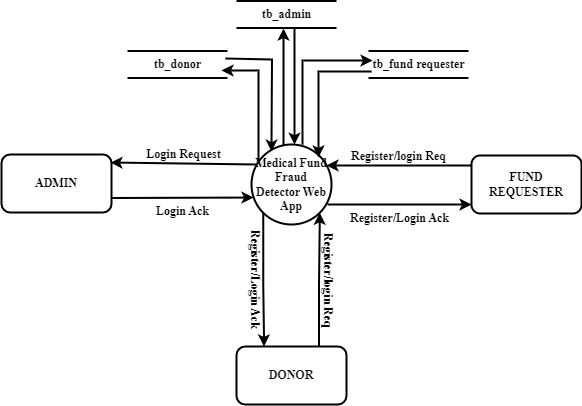 tb_admin
tb_donor
tb_fund requester
Login Request
Register/login Req
Medical Fund
Fraud
Detector Web
App
ADMIN
FUND
REQUESTER
Login Ack
Register/Login Ack
Register/Login Ack
Register/login Req
DONOR